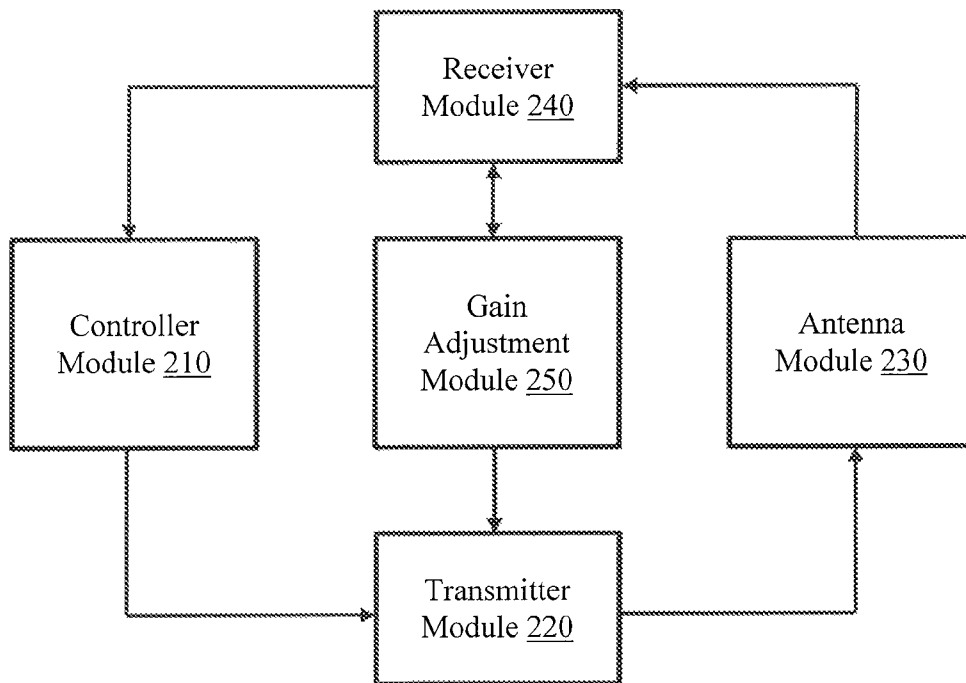 Receiver
Module 240
Controller
Module 210
Gain
Adjustment
Module 250
Antenna
Module 230
Transmitter
Module 220